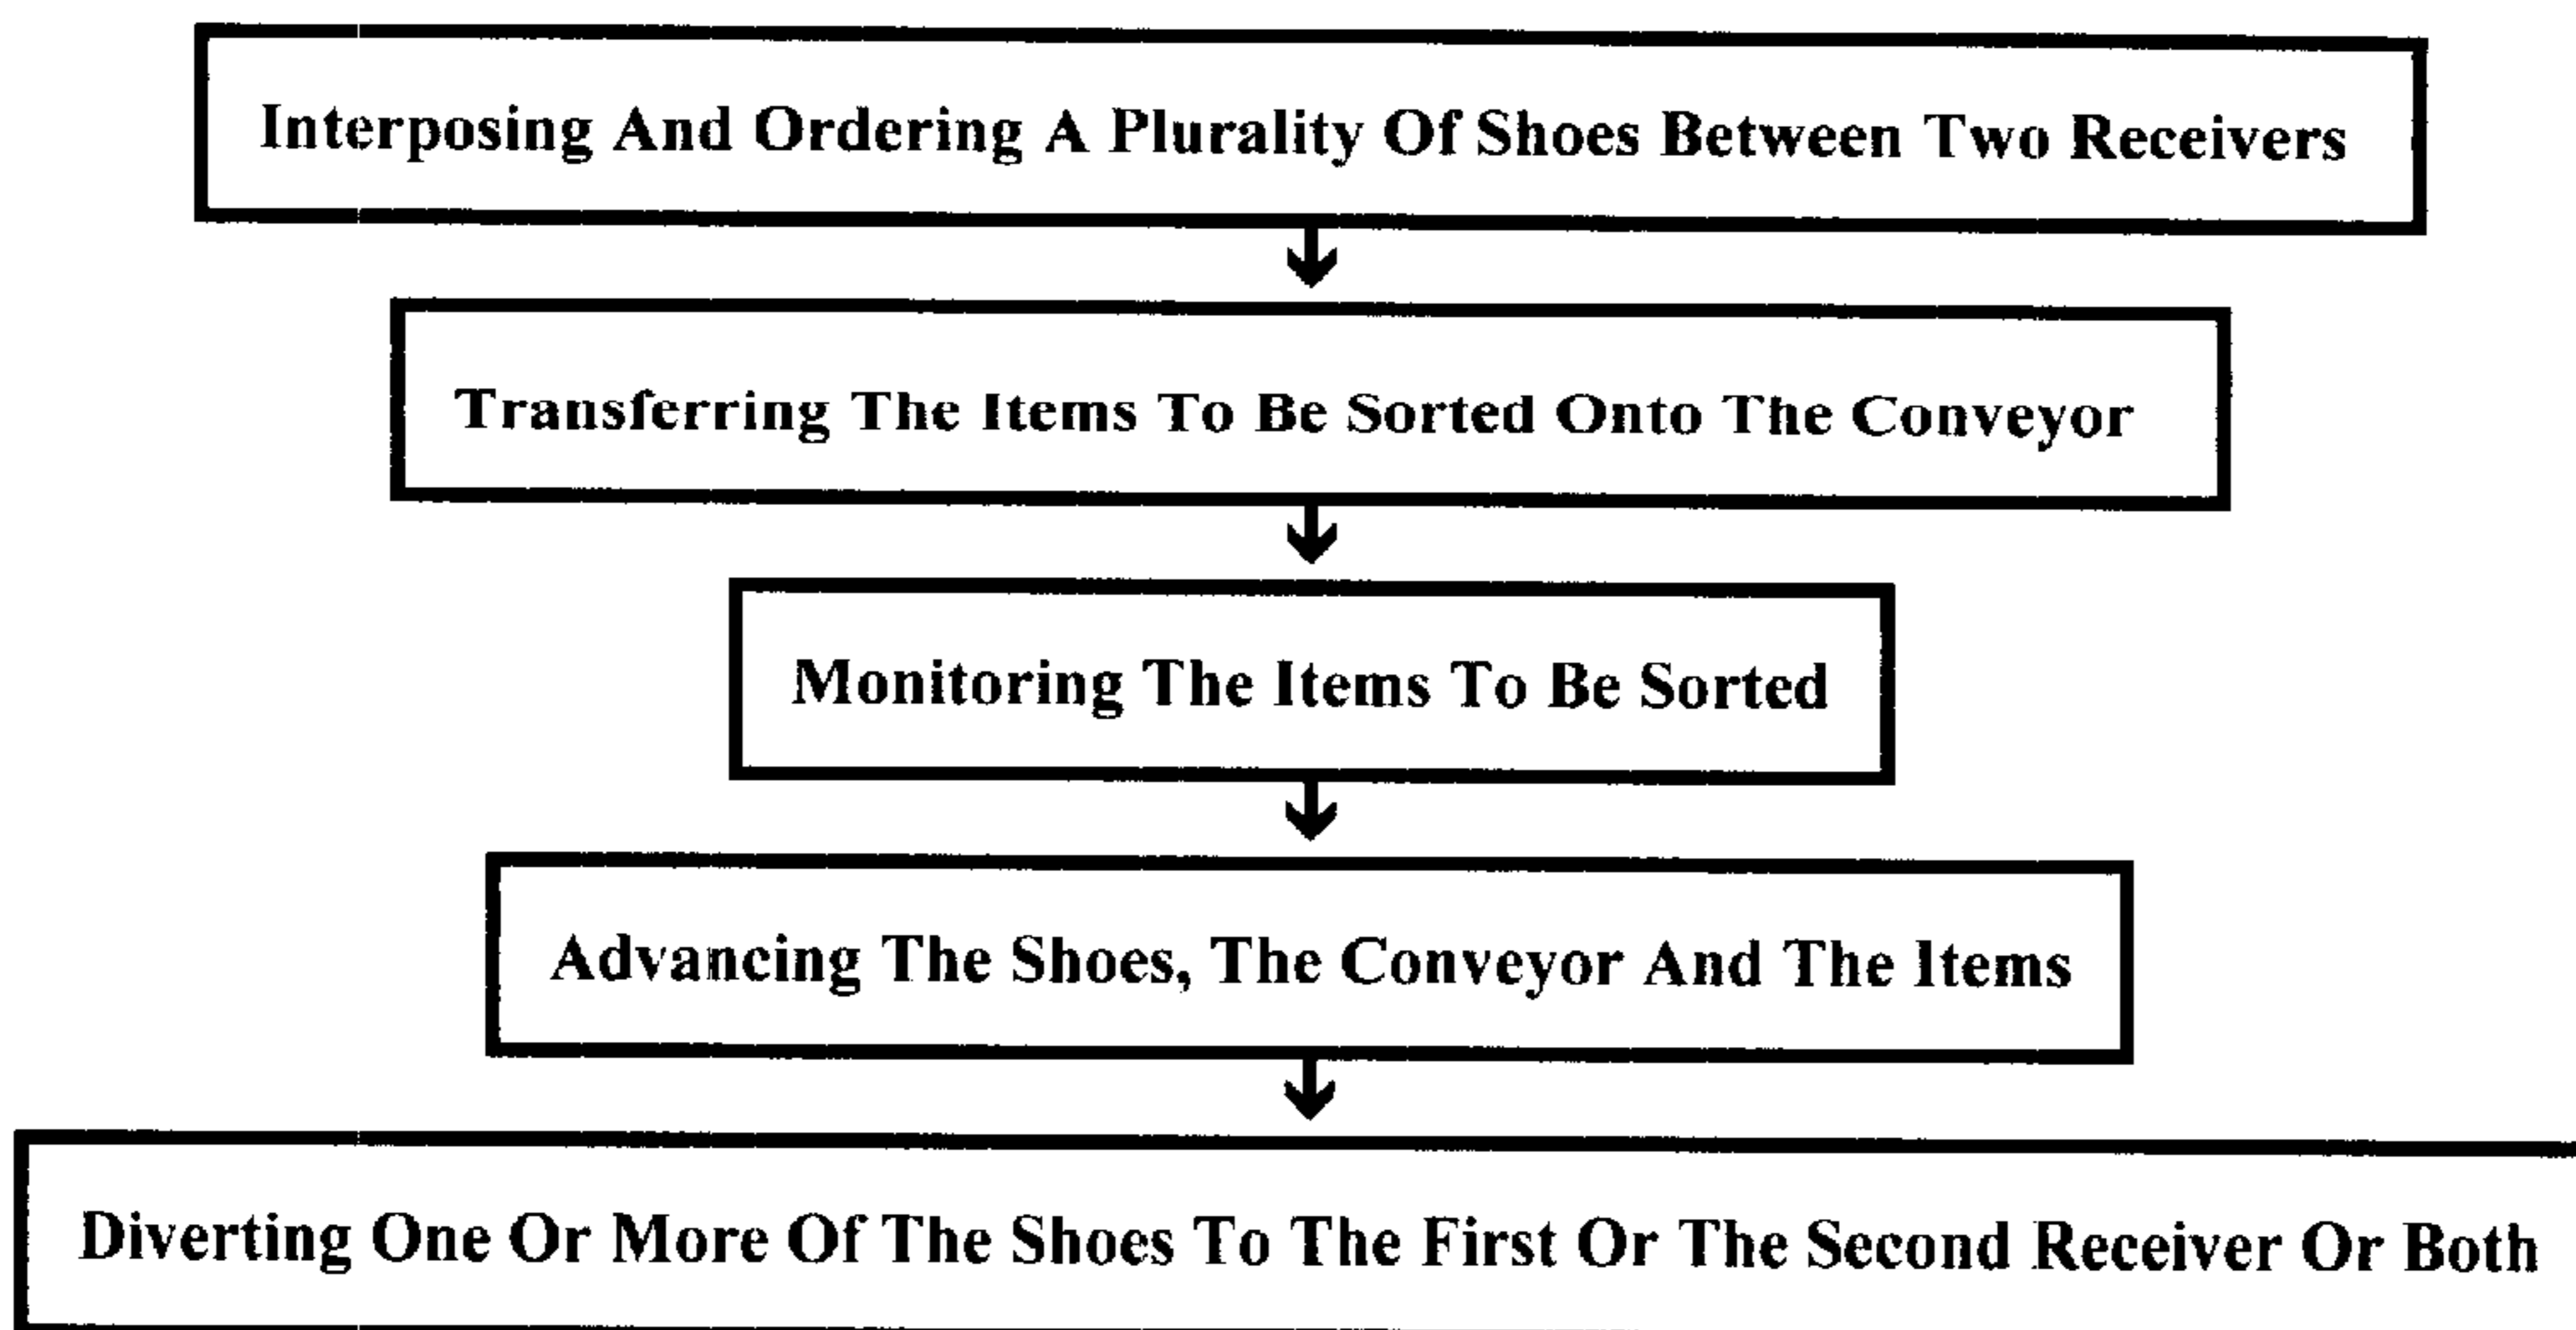 Interposing And Ordering A Plurality Of Shoes Between Two Receivers
Transferring The Items To Be Sorted Onto The Conveyor
Monitoring The Items To Be Sorted
Advancing The Shoes, The Conveyor And The Items
Diverting One Or More Of The Shoes To The First Or The Second Receiver Or Both